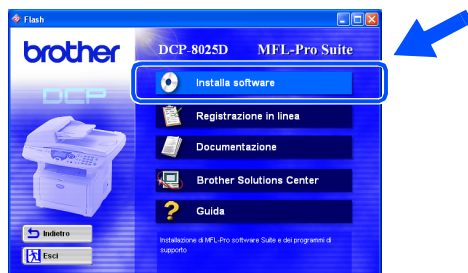 Flash
brother
DCP-8025D MFL-Pro Suite
DCP
Installa software
Registrazione in linea
Documentazione
Brother Solutions Center
Guida
Indietro
Esci
Installazione di MFL-Pro software Suite e dei programmi di
supporto